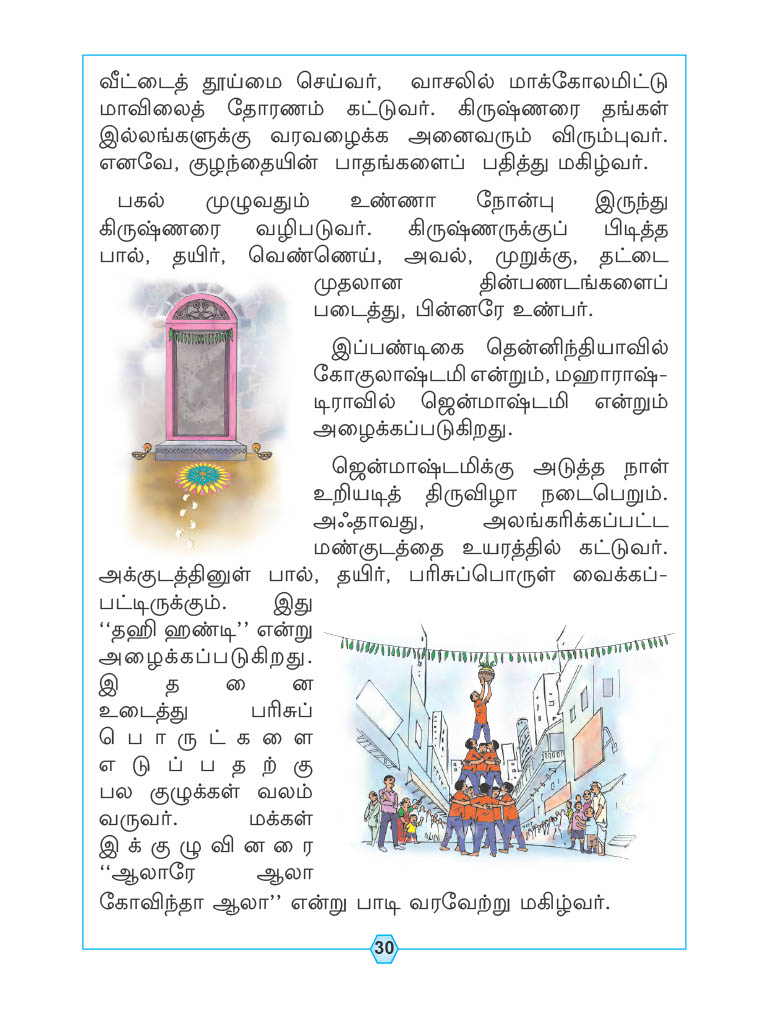 வீட்டைத் தூய்மை செய்வர், வாசலில் மாக்கோலமிட்டு
மாவிலைத் தோரணம் கட்டுவர். கிருஷ்ணரை தங்கள்
இல்லங்களுக்கு வரவழைக்க அனைவரும் விரும்புவர்.
எனவே, குழந்தையின் பாதங்களைப் பதித்து மகிழ்வர்.
பகல் முழுவதும் உண்ணா நோன்பு இருந்து
கிருஷ்ணரை வழிபடுவர். கிருஷ்ணருக்குப் பிடித்த
பால், தயிர், வெண்ணெய், அவல், முறுக்கு, தட்டை
முதலான தின்பணடங்களைப்
படைத்து, பின்னரே உண்பர்.
இப்பண்டிகை தென்னிந்தியாவில்
கோகுலாஷ்டமி என்றும், மஹாராஷ்-
டிராவில் ஜென்மாஷ்டமி என்றும்
அழைக்கப்படுகிறது.
ஜென்மாஷ்டமிக்கு அடுத்த நாள்
உறியடித் திருவிழா நடைபெறும்.
அஃதாவது, அலங்கரிக்கப்பட்ட
மண்குடத்தை உயரத்தில் கட்டுவர்.
அக்குடத்தினுள் பால், தயிர், பரிசுப்பொருள் வைக்கப்-
பட்டிருக்கும். இது
‘‘தஹி ஹண்டி’’ என்று
அழைக்கப்படுகிறது.
இதனை
உடைத்து பரிசுப்
பொருட்களை
எடுப்பதற்கு
பல குழுக்கள் வலம்
வருவர். மக்கள்
இக்குழுவினரை
‘‘ஆலாரே ஆலா
கோவிந்தா ஆலா’’ என்று பாடி வரவேற்று மகிழ்வர்.
30